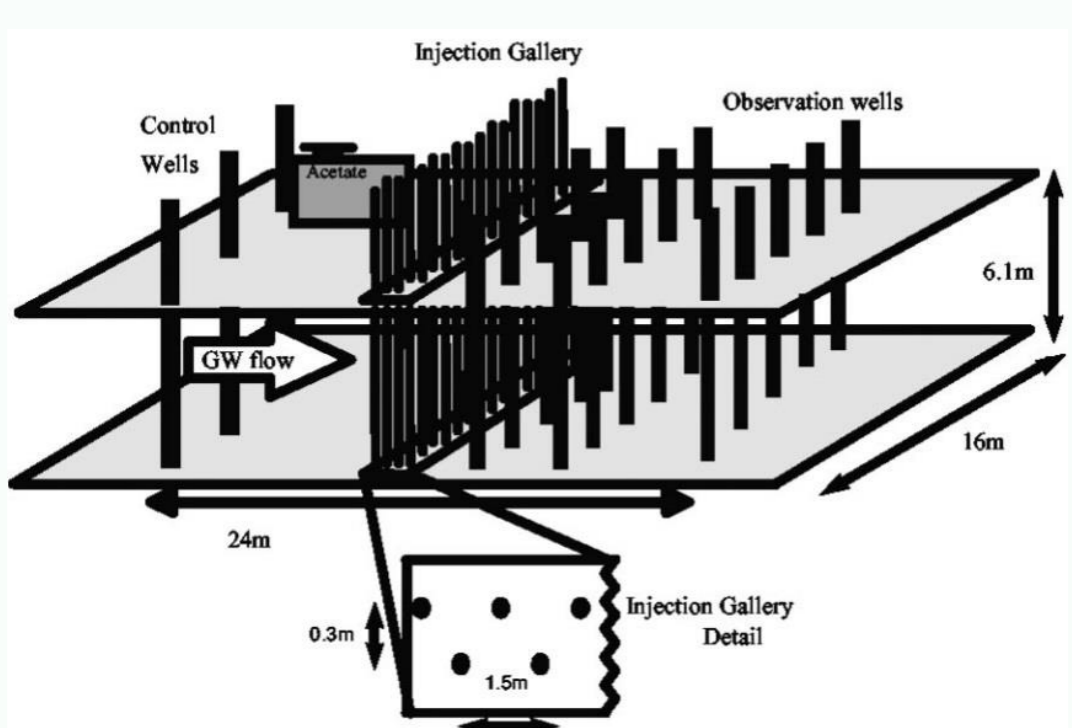 Injection Gallery
Observation wells
Control
Wells
Acetate
6.1m
GW flow
16m
24m
Injection Gallery
Detail
0.3m
1.5m